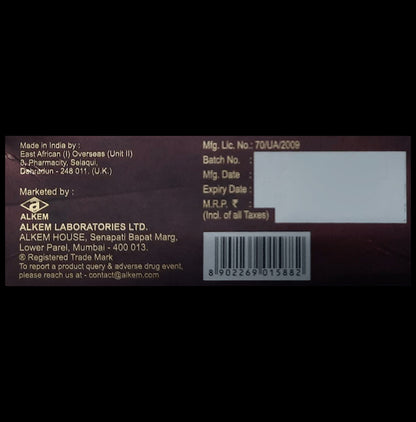 Made in India by :
East African (I) Overseas (Unit II)
3, Pharmacity, Selaqui,
Dehradun - 248 011. (U.K.)
Marketed by :
a
ALKEM
ALKEM LABORATORIES LTD.
ALKEM HOUSE, Senapati Bapat Marg,
Lower Parel, Mumbai - 400 013.
® Registered Trade Mark
To report a product query & adverse drug event,
please reach us at - contact@alkem.com
Mfg. Lic. No.: 70/UA/2009
Batch No. :
Mfg. Date :
Expiry Date :
M.R.P. ₹ :
(Incl. of all Taxes)
8 902269 015882